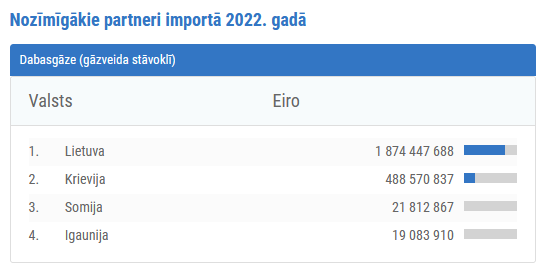 Nozīmīgākie partneri importā 2022. gadā
Dabasgāze (gāzveida stāvoklī)
Valsts Eiro
1. Lietuva 1 874 447 688
2. Krievija 488 570 837
3. Somija 21 812 867
4. Igaunija 19 083 910